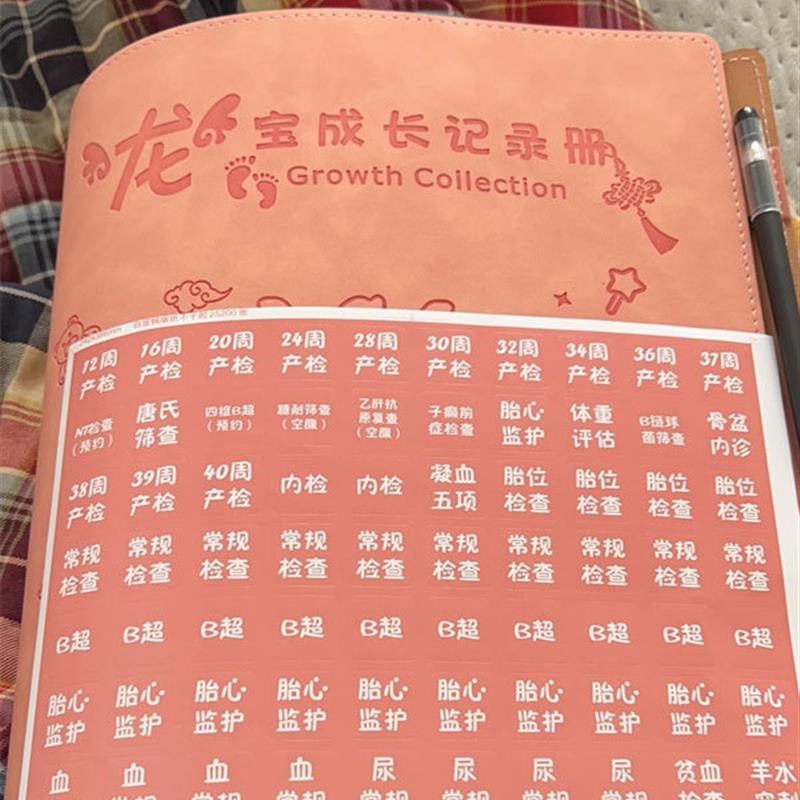 龙宝成长记录册
Growth Collection
12周 16周 20周 24周 28周 30周 32周 34周 36周 37周
产检 产检 产检 产检 产检 产检 产检 产检 产检 产检
NT检查 唐氏 四维B超 糖耐筛查 乙肝抗 子痫前 胎心 体重 B链球 骨盆
（预约） 筛查 （预约） （空腹） 原复查 症检查 监护 评估 菌筛查 内诊
（空腹）
38周 39周 40周 内检 内检 凝血 胎位 胎位 胎位 胎位
产检 产检 产检 五项 检查 检查 检查 检查
常规 常规 常规 常规 常规 常规 常规 常规 常规 常规
检查 检查 检查 检查 检查 检查 检查 检查 检查 检查
B超 B超 B超 B超 B超 B超 B超 B超 B超 B超
胎心 胎心 胎心 胎心 胎心 胎心 胎心 胎心 胎心 胎心
监护 监护 监护 监护 监护 监护 监护 监护 监护 监护
血 血 血 血 尿 尿 尿 尿 贫血 羊水